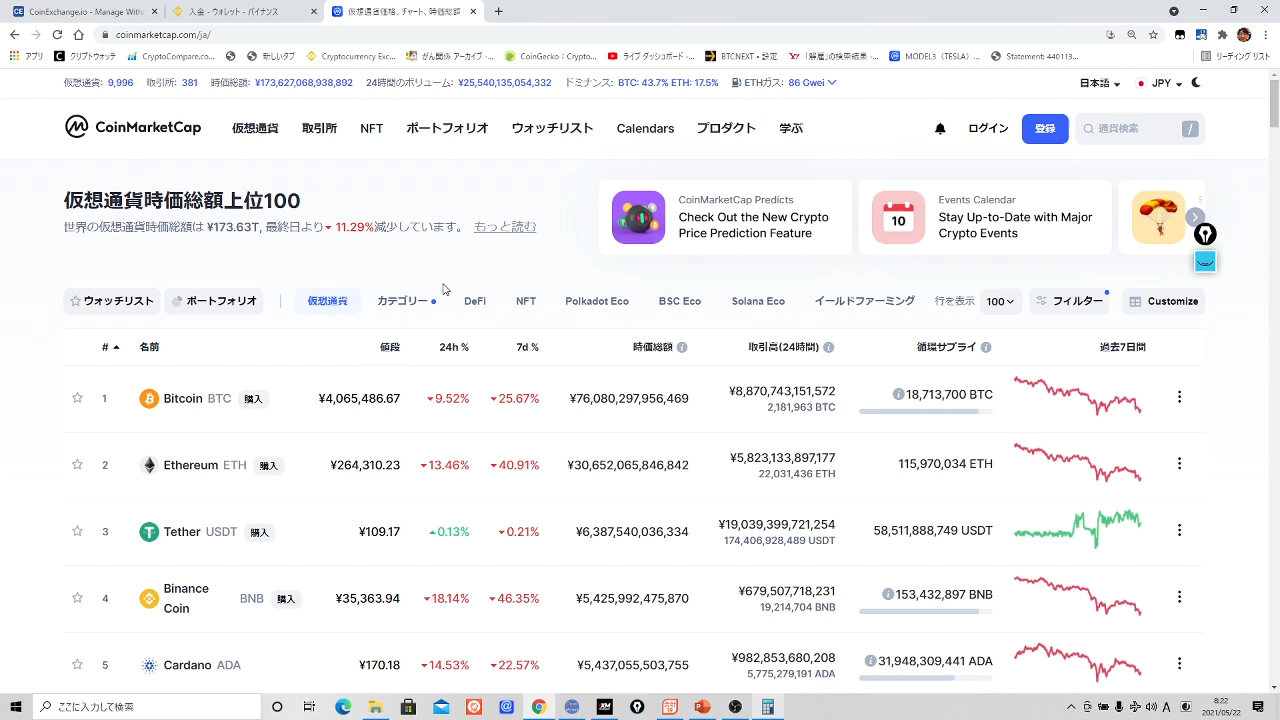 CoinExchange.io - Manage With
入金 - ウォレット - バイナンス
仮想通貨価格、チャート、時価総額
coinmarketcap.com/ja/
アプリ
クリプトウォッチ
CryptoCompare...
新しいタブ
Cryptocurrency Exc...
がん闘係 アーカイブ -...
CoinGecko : Crypto...
ライブ ダッシュボード -...
BTCNEXT • 設定
MODEL3（TESLA）...
Statement: 440113...
リーディング リスト
仮想通貨: 9,996 取引所: 381 時価総額: ¥173,627,068,938,892 24時間のボリューム: ¥25,540,135,054,332 ドミナンス: BTC: 43.7% ETH: 17.5% ETHガス: 86 Gwei
日本語
JPY
CoinMarketCap
仮想通貨
取引所
NFT
ポートフォリオ
ウォッチリスト
Calendars
プロダクト
学ぶ
ログイン
登録
通貨検索
/
仮想通貨時価総額上位100
世界の仮想通貨時価総額は ¥173.63T, 最終日より 11.29%減少しています。 もっと読む
CoinMarketCap Predicts
Check Out the New Crypto
Price Prediction Feature
10
Events Calendar
Stay Up-to-Date with Major
Crypto Events
ウォッチリスト
ポートフォリオ
仮想通貨
カテゴリー
DeFi
NFT
Polkadot Eco
BSC Eco
Solana Eco
イールドファーミング
行を表示
100
フィルター
Customize
# 名前 値段 24h % 7d % 時価総額 取引高(24時間) 循環サプライ 過去7日間
1 Bitcoin BTC 購入 ¥4,065,486.67 9.52% 25.67% ¥76,080,297,956,469 ¥8,870,743,151,572 18,713,700 BTC
2,181,963 BTC
2 Ethereum ETH 購入 ¥264,310.23 13.46% 40.91% ¥30,652,065,846,842 ¥5,823,133,897,177 115,970,034 ETH
22,031,436 ETH
3 Tether USDT 購入 ¥109.17 0.13% 0.21% ¥6,387,540,036,334 ¥19,039,399,721,254 58,511,888,749 USDT
174,406,928,489 USDT
4 Binance Coin BNB 購入 ¥35,363.94 18.14% 46.35% ¥5,425,992,475,870 ¥679,507,718,231 153,432,897 BNB
19,214,704 BNB
5 Cardano ADA ¥170.18 14.53% 22.57% ¥5,437,055,503,755 ¥982,853,680,208 31,948,309,441 ADA
5,775,279,191 ADA
ここに入力して検索
XM
A
8:22
2021/05/22